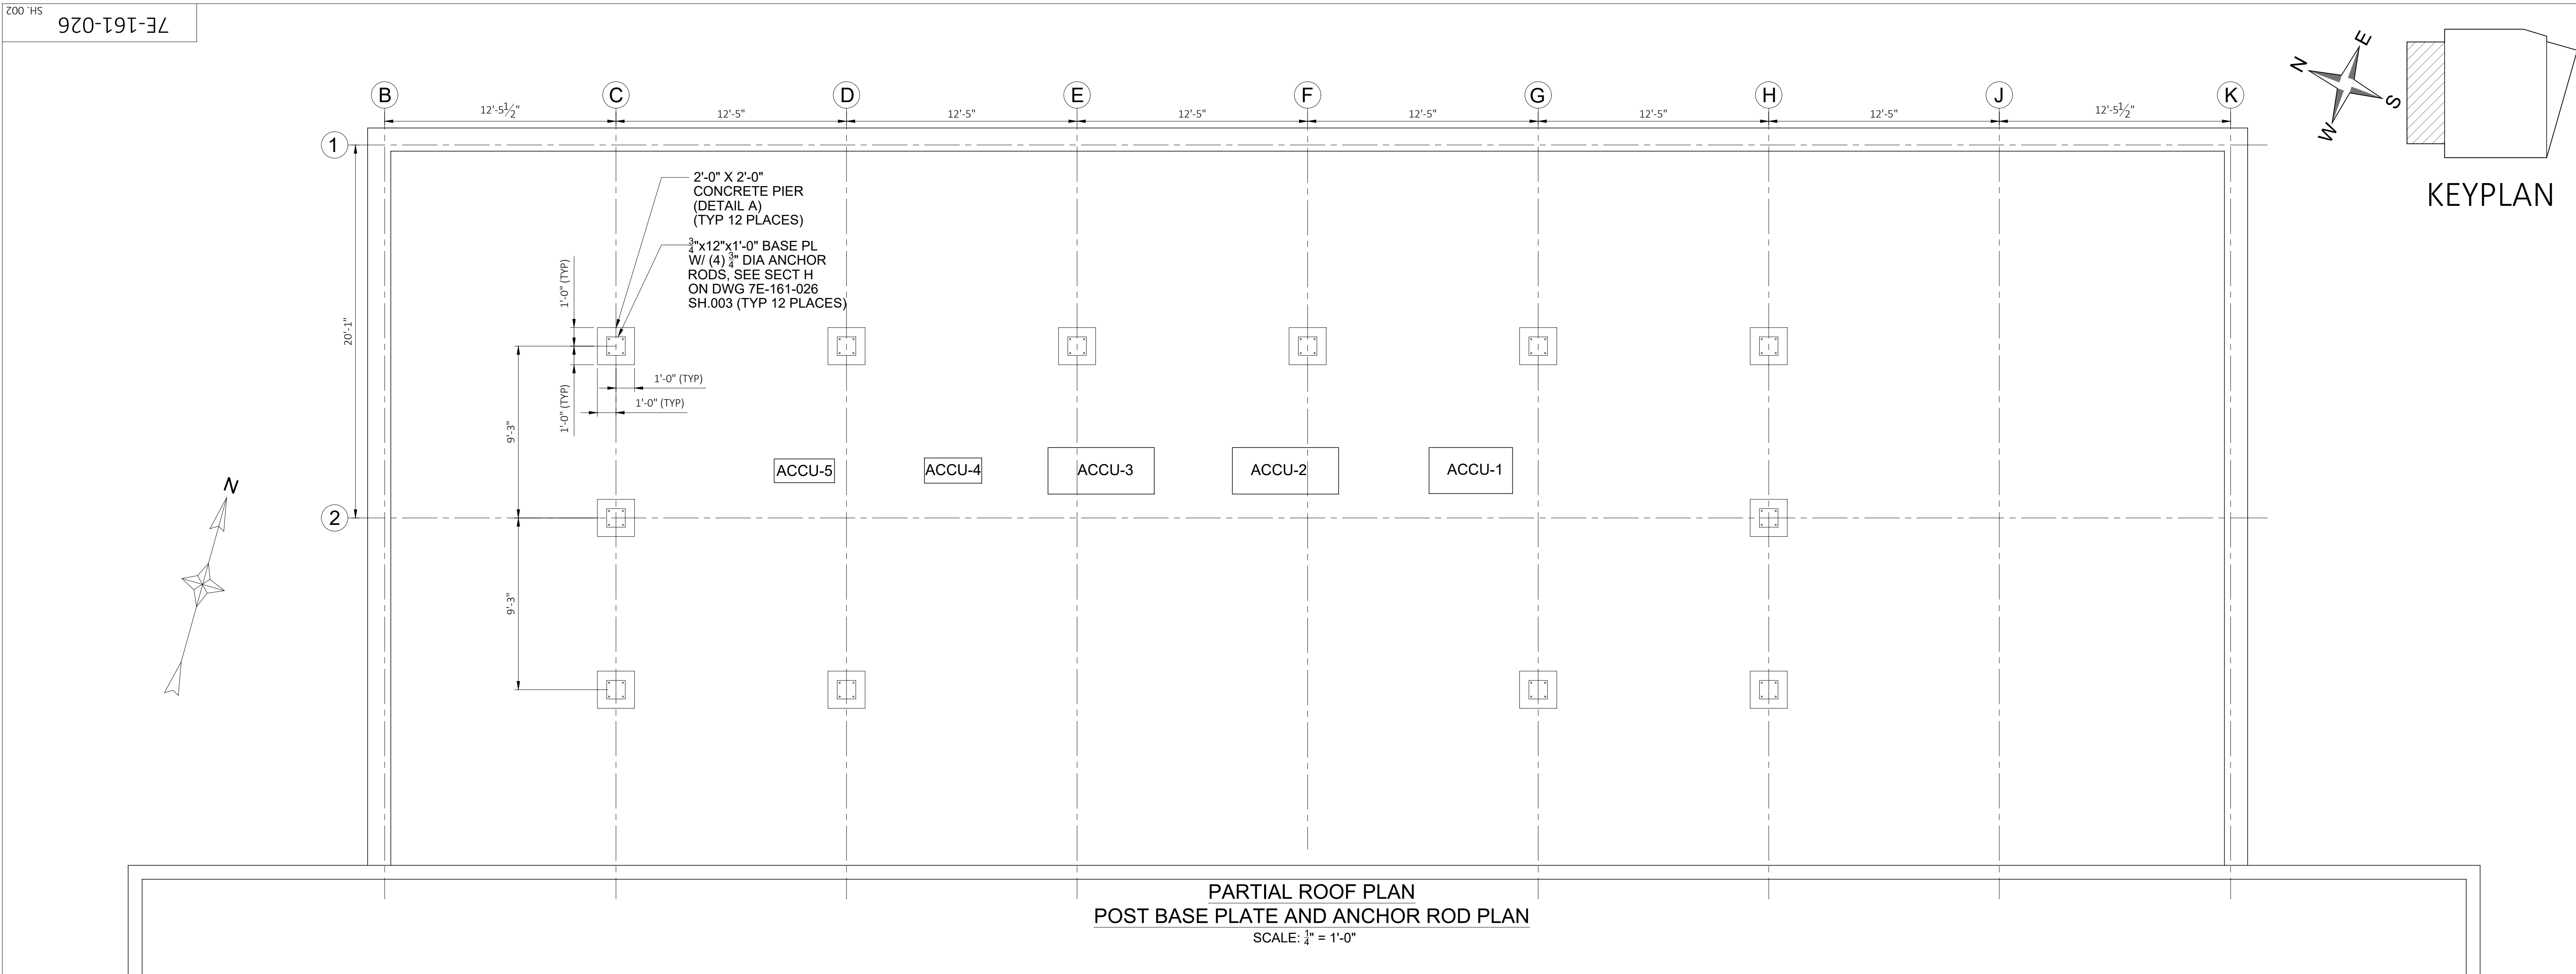 SH. 002
7E-161-026
B
C
D
E
F
G
H
J
K
12'-5 1/2"
12'-5"
12'-5"
12'-5"
12'-5"
12'-5"
12'-5"
12'-5 1/2"
N
E
S
W
KEYPLAN
1
2'-0" X 2'-0"
CONCRETE PIER
(DETAIL A)
(TYP 12 PLACES)
3/4"x12"x1'-0" BASE PL
W/ (4) 3/4" DIA ANCHOR
RODS, SEE SECT H
ON DWG 7E-161-026
SH.003 (TYP 12 PLACES)
20'-1"
1'-0" (TYP)
1'-0" (TYP)
1'-0" (TYP)
1'-0" (TYP)
9'-3"
ACCU-5
ACCU-4
ACCU-3
ACCU-2
ACCU-1
N
2
9'-3"
PARTIAL ROOF PLAN
POST BASE PLATE AND ANCHOR ROD PLAN
SCALE: 1/4" = 1'-0"